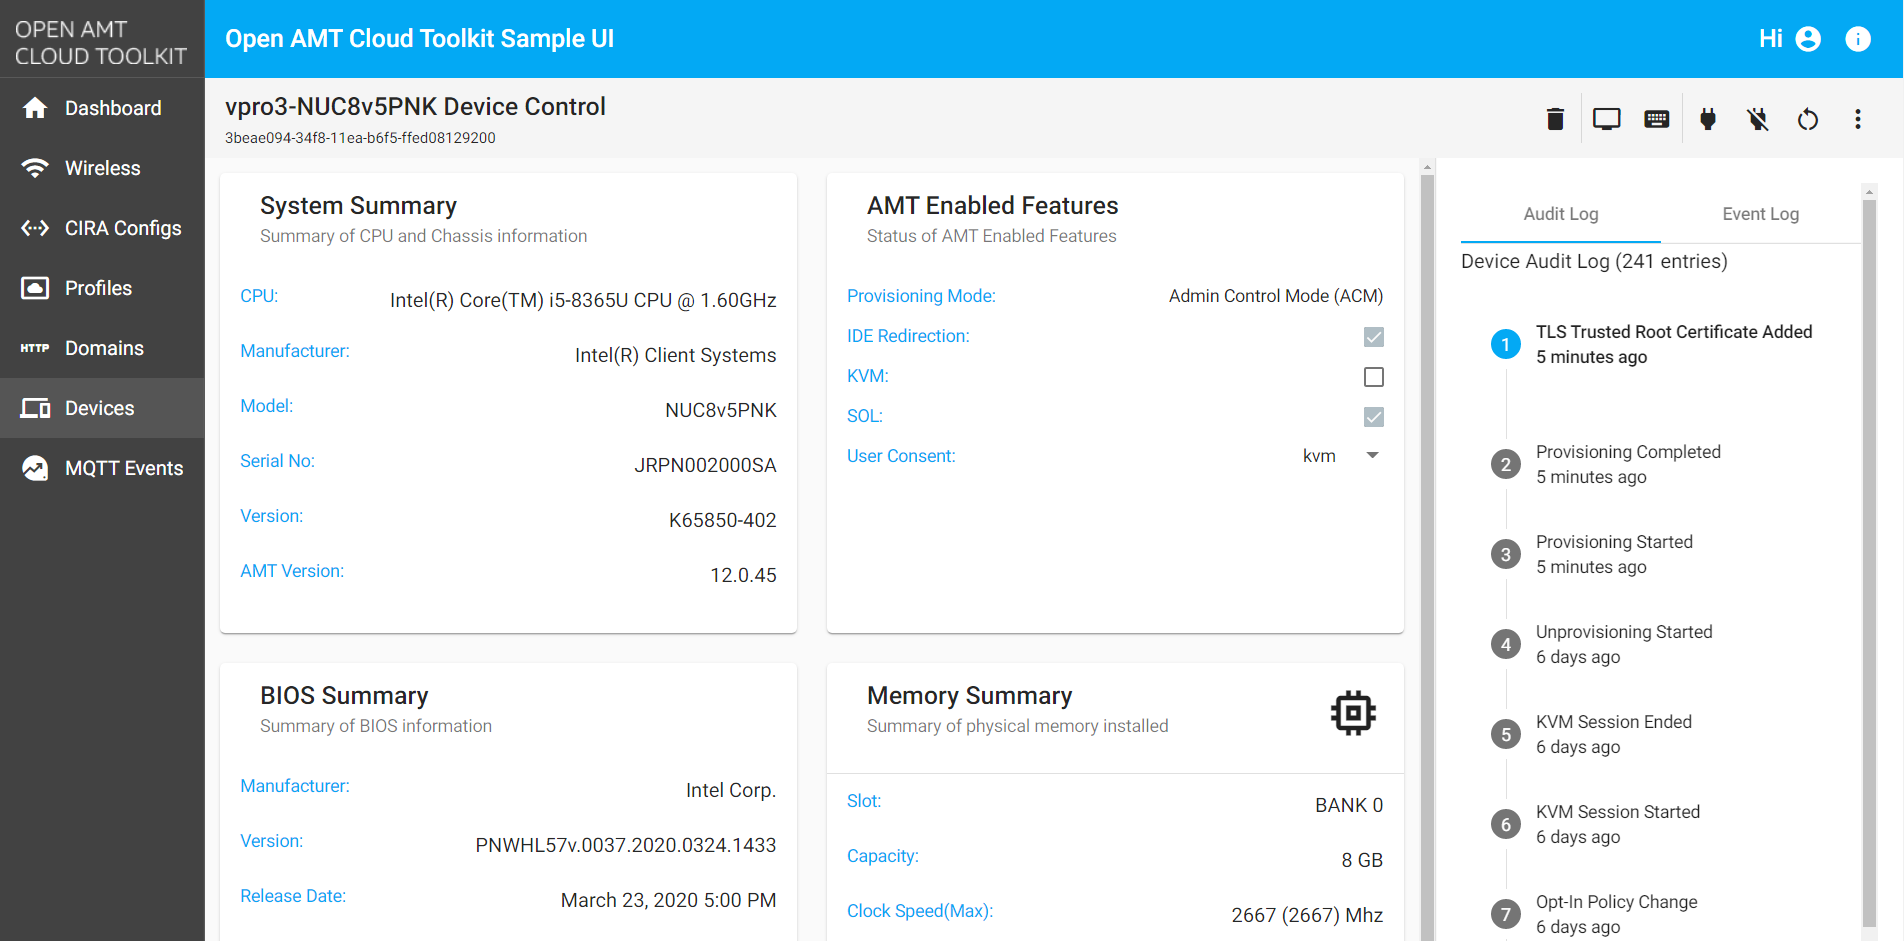 OPEN AMT
CLOUD TOOLKIT
Open AMT Cloud Toolkit Sample UI
Hi
Dashboard
Wireless
CIRA Configs
Profiles
HTTP Domains
Devices
MQTT Events
vpro3-NUC8v5PNK Device Control
3beae094-34f8-11ea-b6f5-ffed08129200
System Summary
Summary of CPU and Chassis information
CPU: Intel(R) Core(TM) i5-8365U CPU @ 1.60GHz
Manufacturer: Intel(R) Client Systems
Model: NUC8v5PNK
Serial No: JRPN002000SA
Version: K65850-402
AMT Version: 12.0.45
AMT Enabled Features
Status of AMT Enabled Features
Provisioning Mode: Admin Control Mode (ACM)
IDE Redirection:
KVM:
SOL:
User Consent: kvm
BIOS Summary
Summary of BIOS information
Manufacturer: Intel Corp.
Version: PNWHL57v.0037.2020.0324.1433
Release Date: March 23, 2020 5:00 PM
Memory Summary
Summary of physical memory installed
Slot: BANK 0
Capacity: 8 GB
Clock Speed(Max): 2667 (2667) Mhz
Audit Log Event Log
Device Audit Log (241 entries)
1 TLS Trusted Root Certificate Added
5 minutes ago
2 Provisioning Completed
5 minutes ago
3 Provisioning Started
5 minutes ago
4 Unprovisioning Started
6 days ago
5 KVM Session Ended
6 days ago
6 KVM Session Started
6 days ago
7 Opt-In Policy Change
6 days ago